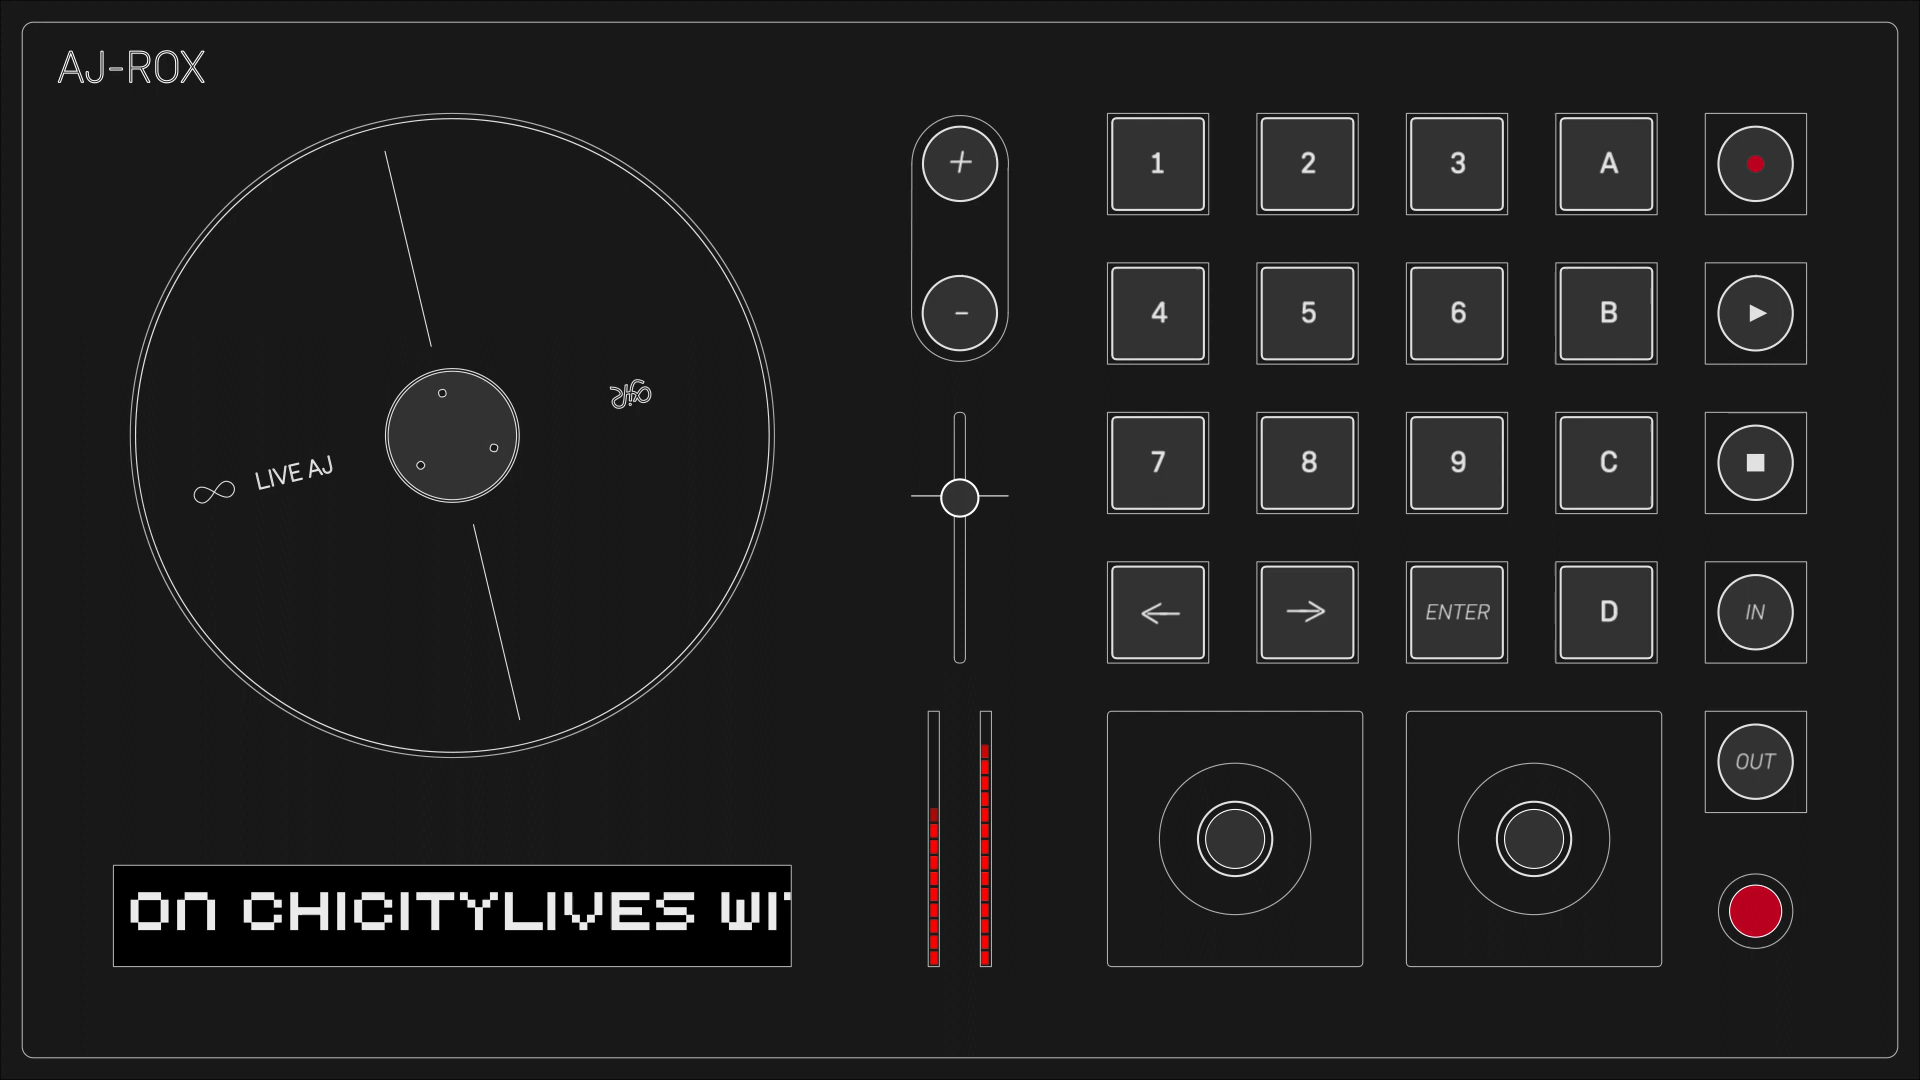 AJ-ROX
+
1 2 3 A
-
4 5 6 B
7 8 9 C
LIVE AJ
← → ENTER D IN
OUT
ON CHICITYLIVES